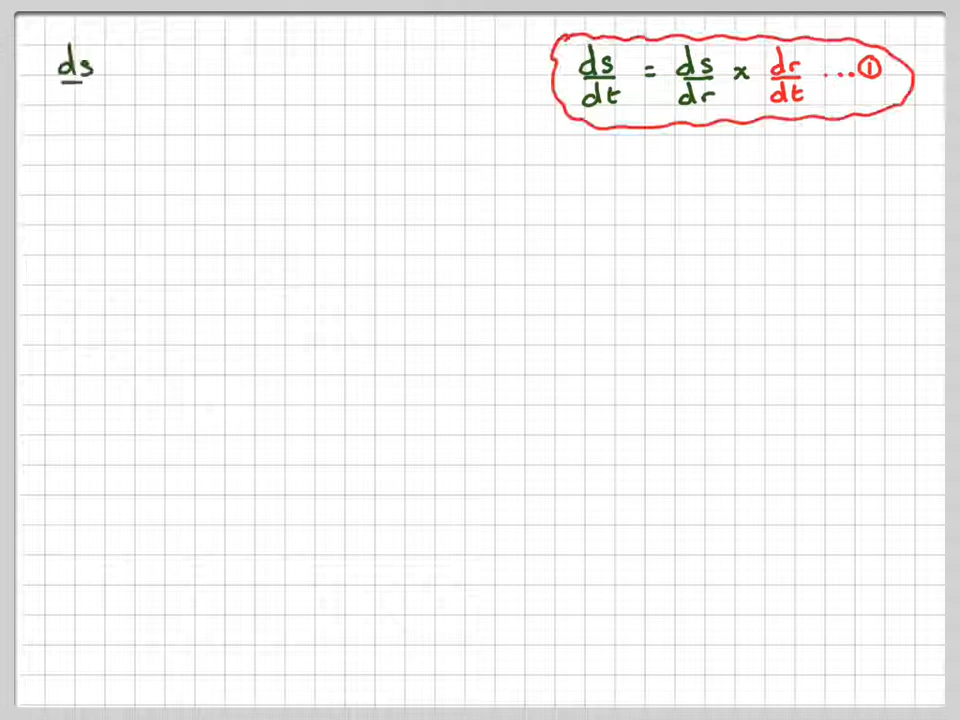 ds
ds/dt = ds/dr × dr/dt ...①